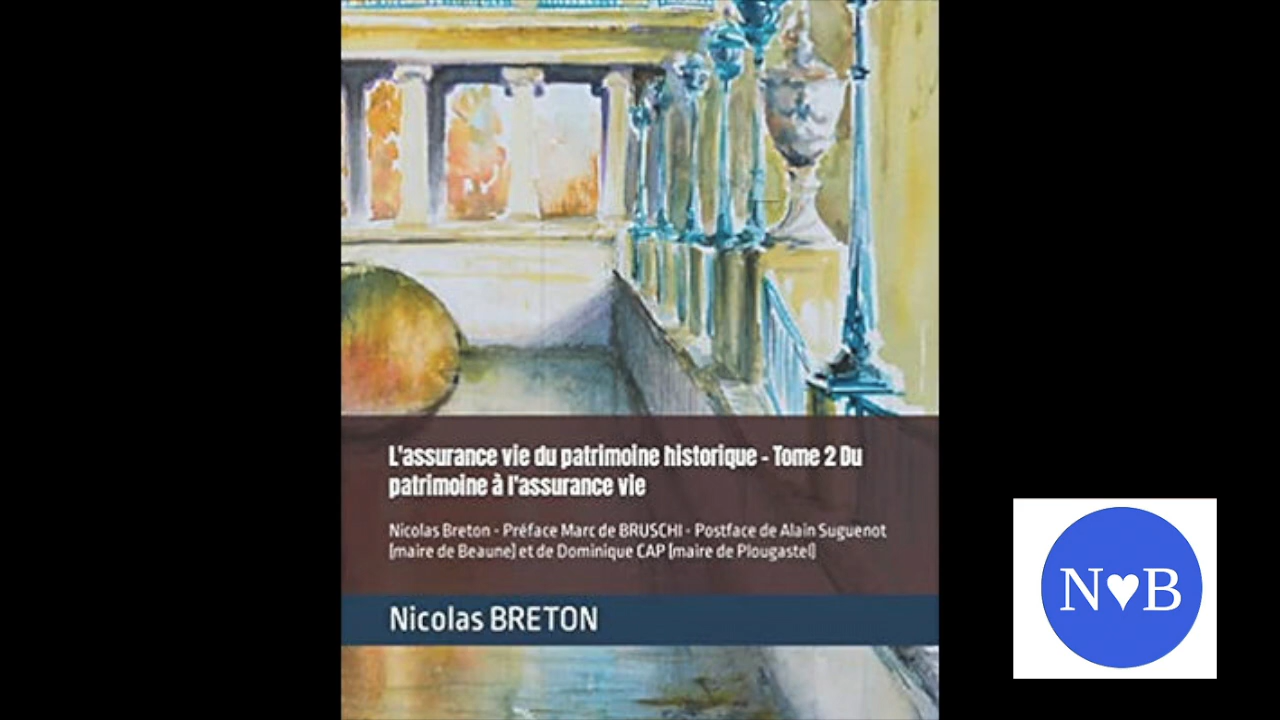 L'assurance vie du patrimoine historique - Tome 2 Du
patrimoine à l'assurance vie
Nicolas Breton - Préface Marc de BRUSCHI - Postface de Alain Suguenot
(maire de Beaune) et de Dominique CAP (maire de Plougastel)
Nicolas BRETON
N♥B